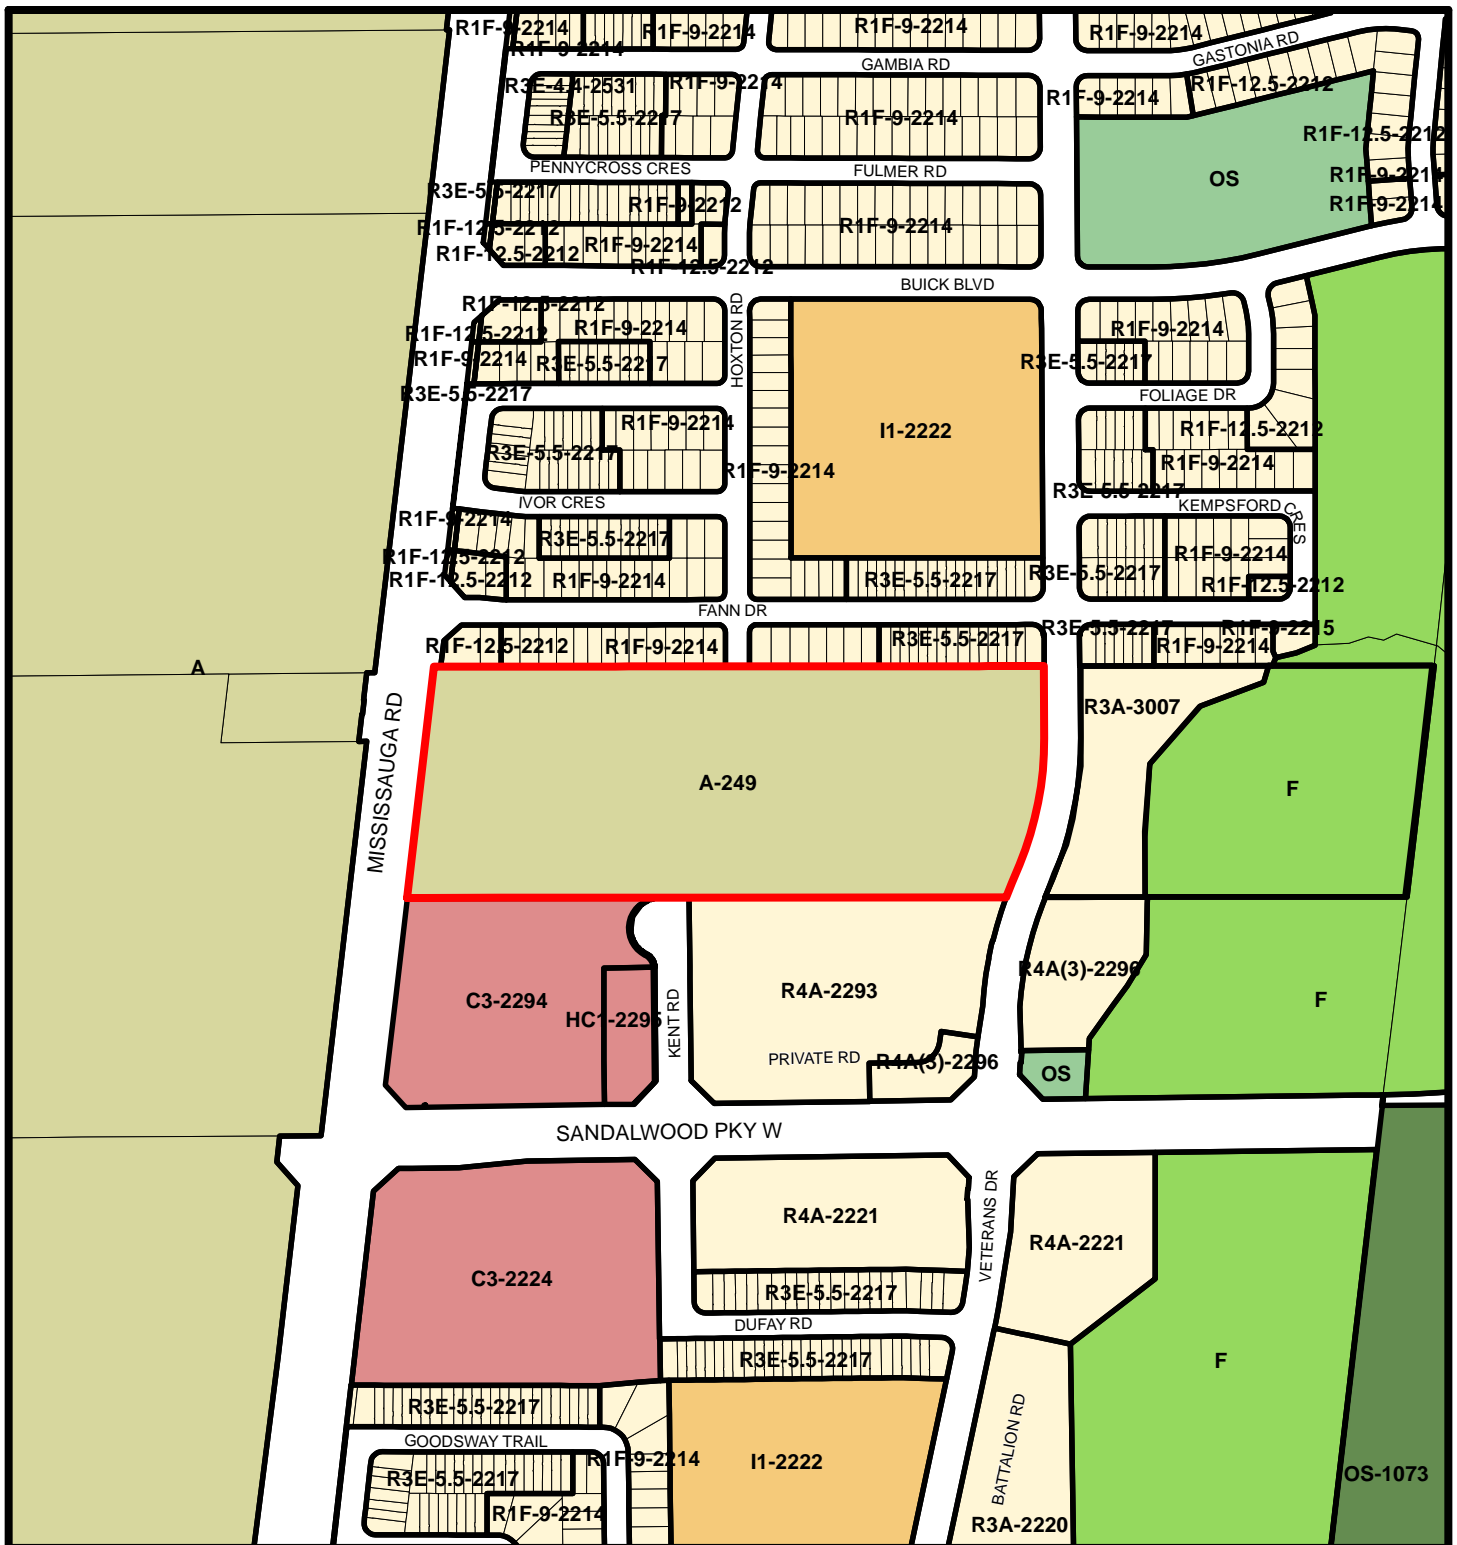 R1F-9-2214
R1F-9-2214
R1F-9-2214
R1F-9-2214
R1F-9-2214
GAMBIA RD
GASTONIA RD
R3E-4.4-2531
R1F-9-2214
R1F-9-2214
R1F-12.5-2212
R3E-5.5-2217
R1F-9-2214
R1F-12.5-2212
PENNYCROSS CRES
FULMER RD
OS
R1F-9-2214
R3E-5.5-2217
R1F-9-2212
R1F-9-2214
R1F-12.5-2212
R1F-9-2214
R1F-9-2214
R1F-12.5-2212
R1F-12.5-2212
BUICK BLVD
R1F-12.5-2212
HOXTON RD
R1F-12.5-2212
R1F-9-2214
R1F-9-2214
R1F-9-2214
R3E-5.5-2217
R3E-5.5-2217
R3E-5.5-2217
FOLIAGE DR
R1F-9-2214
I1-2222
R1F-12.5-2212
R3E-5.5-2217
R1F-9-2214
R1F-9-2214
R3E-5.5-2217
IVOR CRES
KEMPSFORD CRES
R1F-9-2214
R3E-5.5-2217
R1F-12.5-2212
R1F-9-2214
R1F-12.5-2212
R1F-9-2214
R3E-5.5-2217
R3E-5.5-2217
R1F-12.5-2212
FANN DR
R3E-5.5-2217
R1F-9-2215
R1F-12.5-2212
R1F-9-2214
R3E-5.5-2217
R1F-9-2214
A
MISSISSAUGA RD
R3A-3007
A-249
F
R4A(3)-2296
R4A-2293
C3-2294
F
HC1-2295
KENT RD
PRIVATE RD
R4A(3)-2296
OS
SANDALWOOD PKY W
R4A-2221
VETERANS DR
R4A-2221
C3-2224
R3E-5.5-2217
DUFAY RD
R3E-5.5-2217
F
R3E-5.5-2217
BATTALION RD
GOODSWAY TRAIL
R1F-9-2214
I1-2222
R3E-5.5-2217
OS-1073
R1F-9-2214
R3A-2220